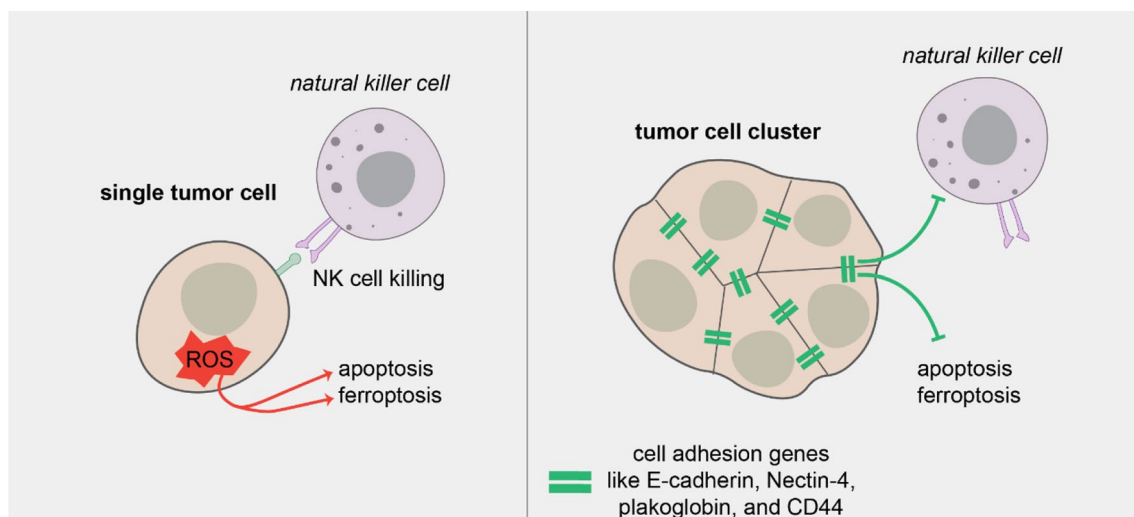 natural killer cell
single tumor cell
NK cell killing
ROS
apoptosis
ferroptosis
natural killer cell
tumor cell cluster
apoptosis
ferroptosis
cell adhesion genes
like E-cadherin, Nectin-4,
plakoglobin, and CD44